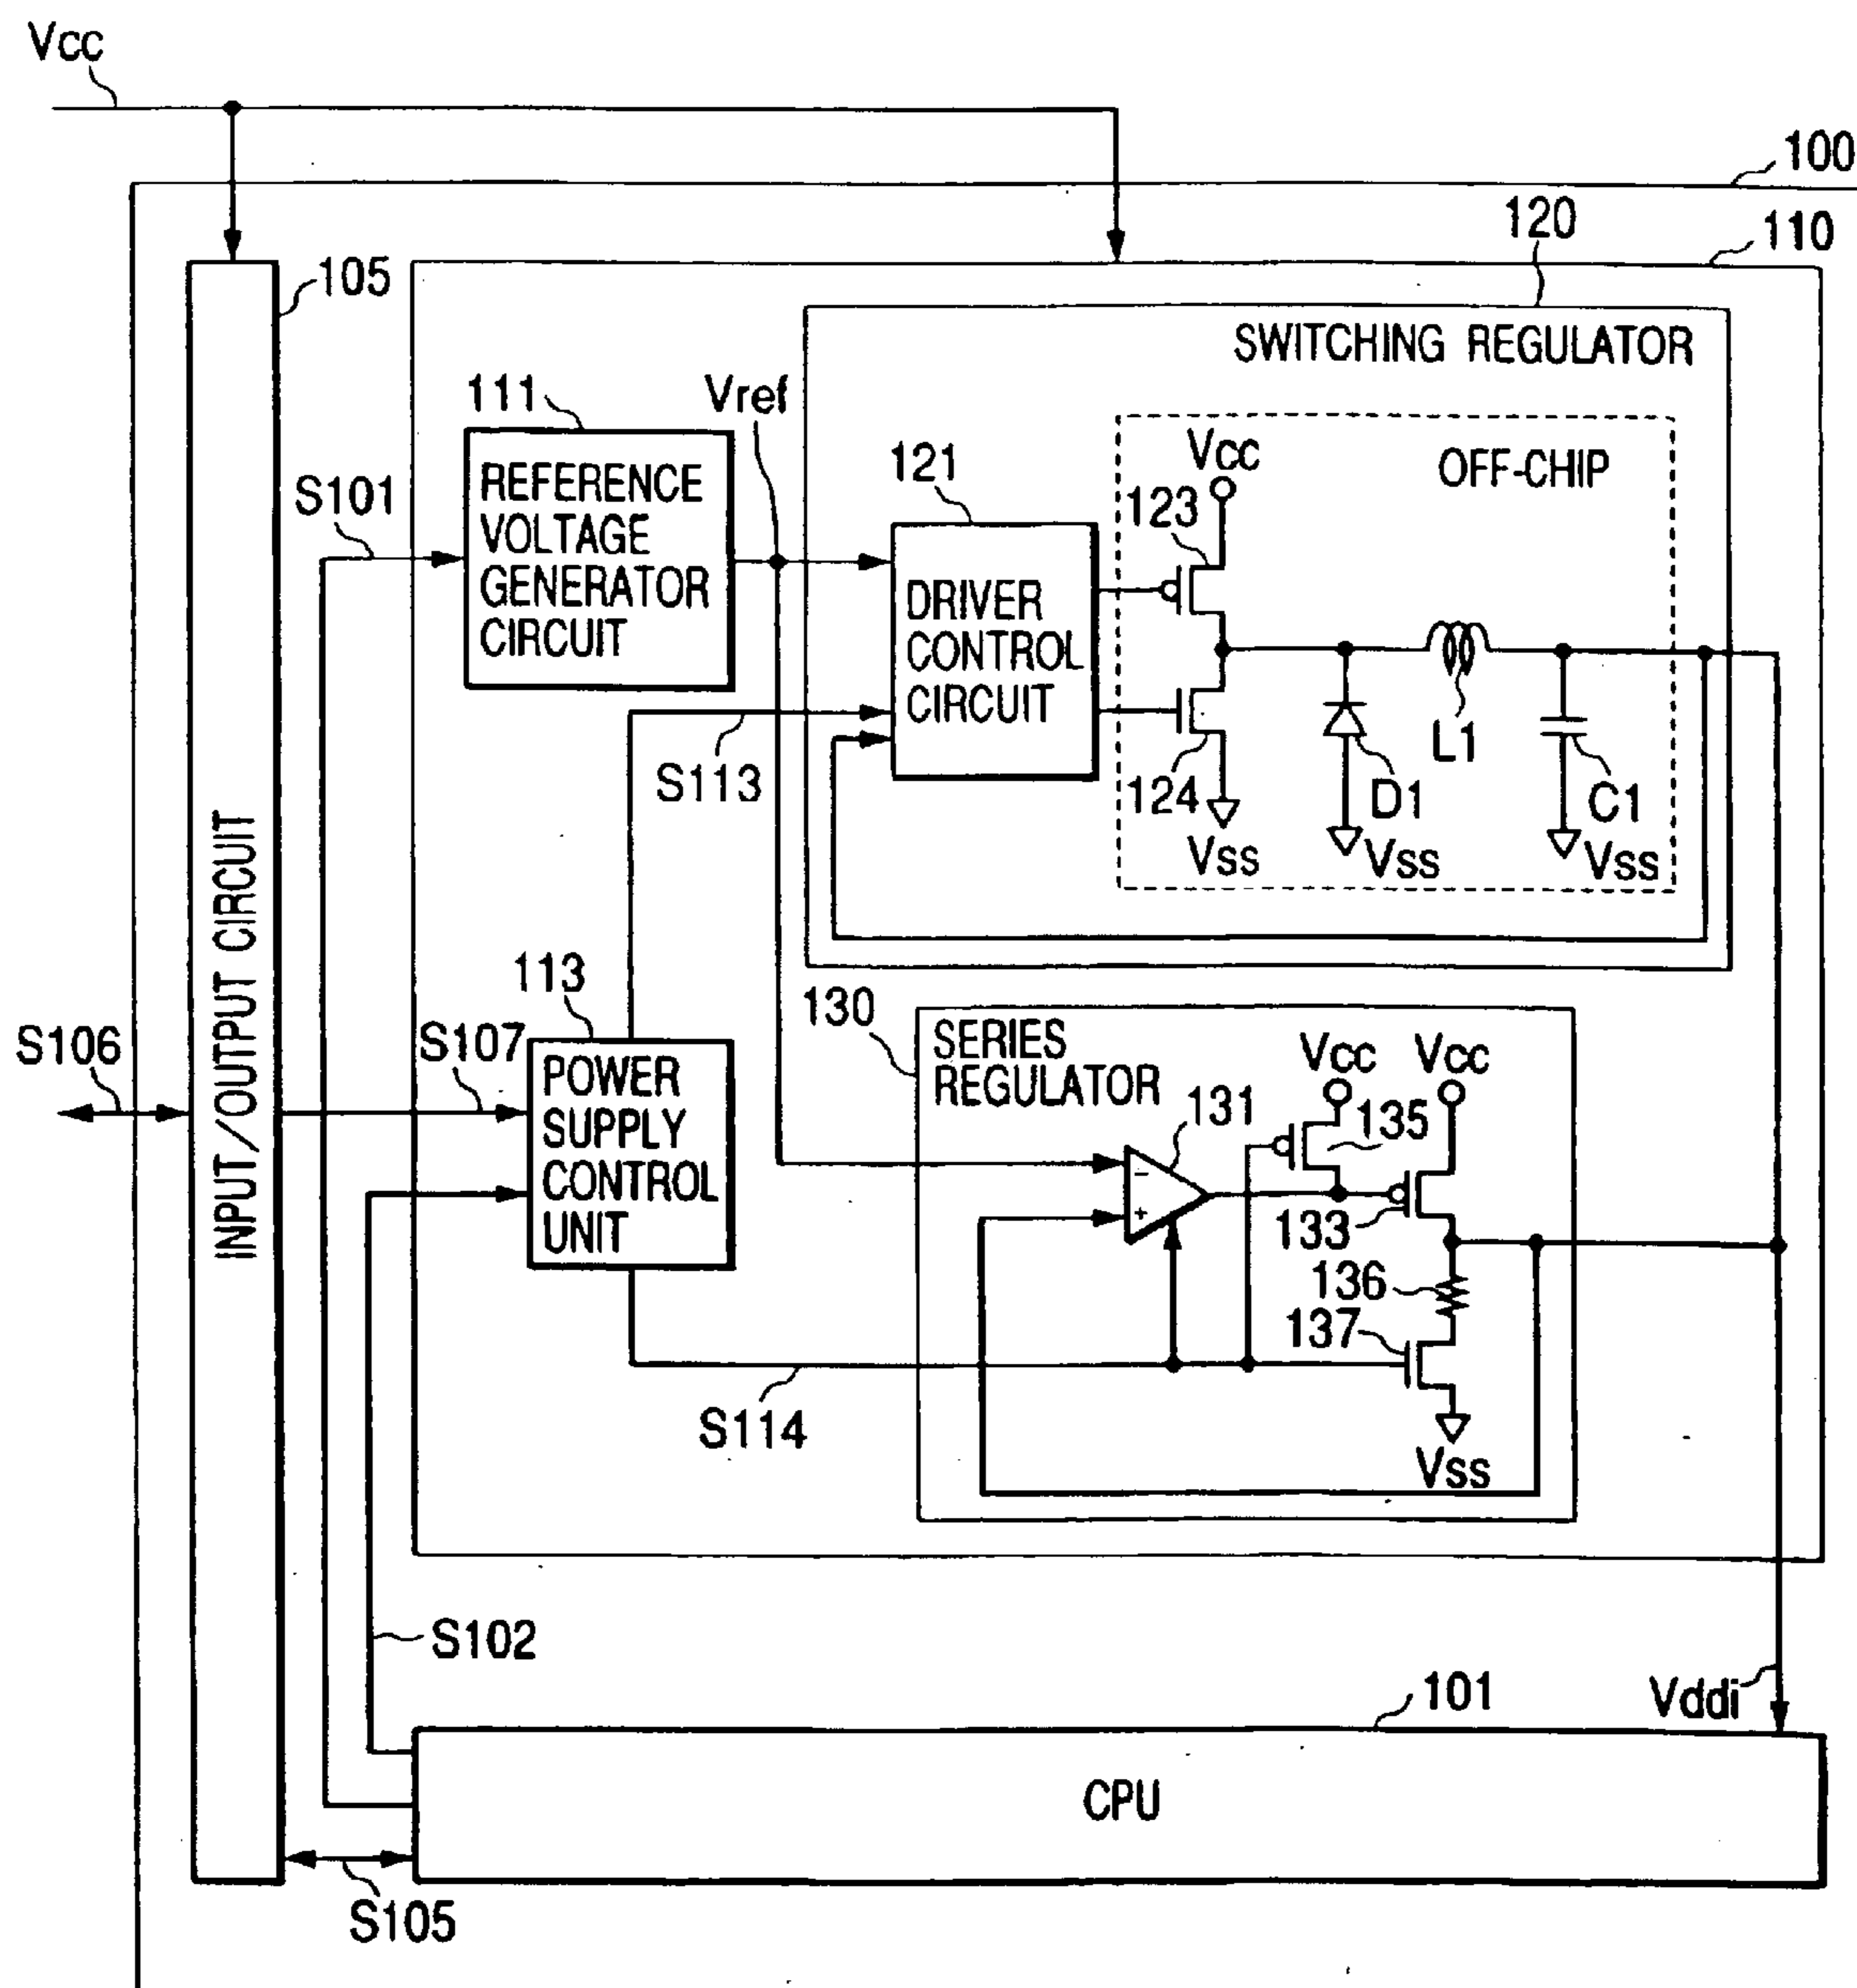 Vcc
100
120
110
105
SWITCHING REGULATOR
111
Vref
Vcc
OFF-CHIP
121
123
S101
REFERENCE
VOLTAGE
GENERATOR
CIRCUIT
DRIVER
CONTROL
CIRCUIT
S113
124
L1
D1
C1
Vss
Vss
Vss
INPUT/OUTPUT CIRCUIT
113
130
S106
S107
POWER
SUPPLY
CONTROL
UNIT
SERIES
REGULATOR
Vcc
Vcc
131
135
-
+
133
136
137
S114
Vss
S102
101
Vddi
CPU
S105